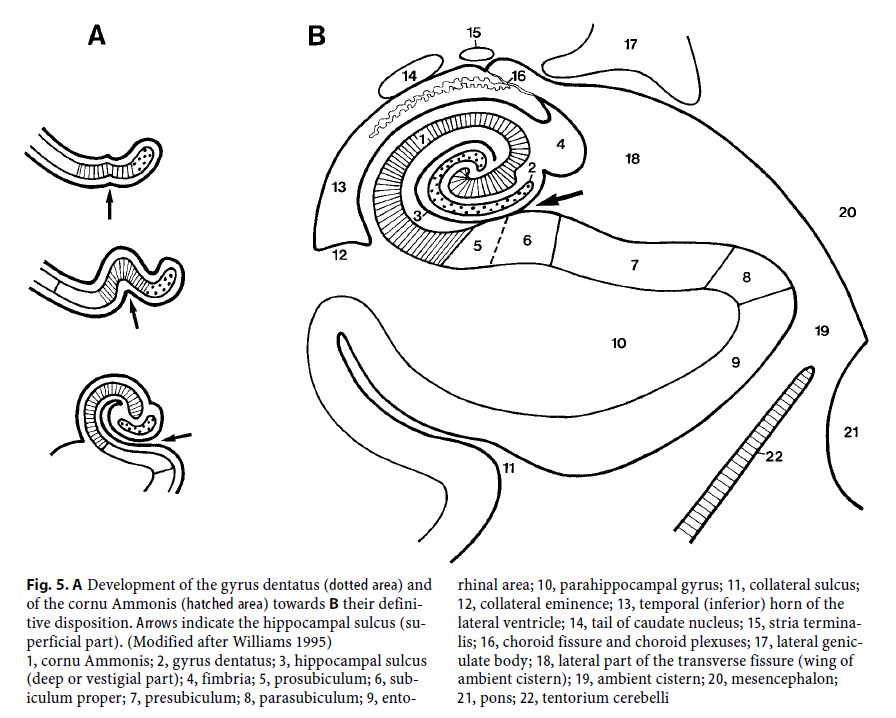 A
B
15
14
16
17
1
4
2
18
13
3
20
12
5
6
7
8
10
19
9
21
11
22
Fig. 5. A Development of the gyrus dentatus (dotted area) and
of the cornu Ammonis (hatched area) towards B their defini-
tive disposition. Arrows indicate the hippocampal sulcus (su-
perficial part). (Modified after Williams 1995)
1, cornu Ammonis; 2, gyrus dentatus; 3, hippocampal sulcus
(deep or vestigial part); 4, fimbria; 5, prosubiculum; 6, sub-
iculum proper; 7, presubiculum; 8, parasubiculum; 9, ento-
rhinal area; 10, parahippocampal gyrus; 11, collateral sulcus;
12, collateral eminence; 13, temporal (inferior) horn of the
lateral ventricle; 14, tail of caudate nucleus; 15, stria termina-
lis; 16, choroid fissure and choroid plexuses; 17, lateral genic-
ulate body; 18, lateral part of the transverse fissure (wing of
ambient cistern); 19, ambient cistern; 20, mesencephalon;
21, pons; 22, tentorium cerebelli